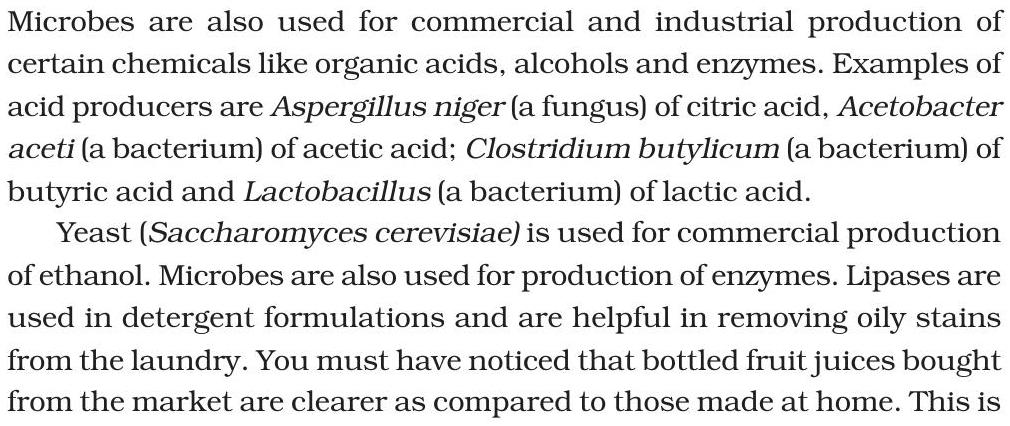 Microbes are also used for commercial and industrial production of
certain chemicals like organic acids, alcohols and enzymes. Examples of
acid producers are Aspergillus niger (a fungus) of citric acid, Acetobacter
aceti (a bacterium) of acetic acid; Clostridium butylicum (a bacterium) of
butyric acid and Lactobacillus (a bacterium) of lactic acid.
Yeast (Saccharomyces cerevisiae) is used for commercial production
of ethanol. Microbes are also used for production of enzymes. Lipases are
used in detergent formulations and are helpful in removing oily stains
from the laundry. You must have noticed that bottled fruit juices bought
from the market are clearer as compared to those made at home. This is